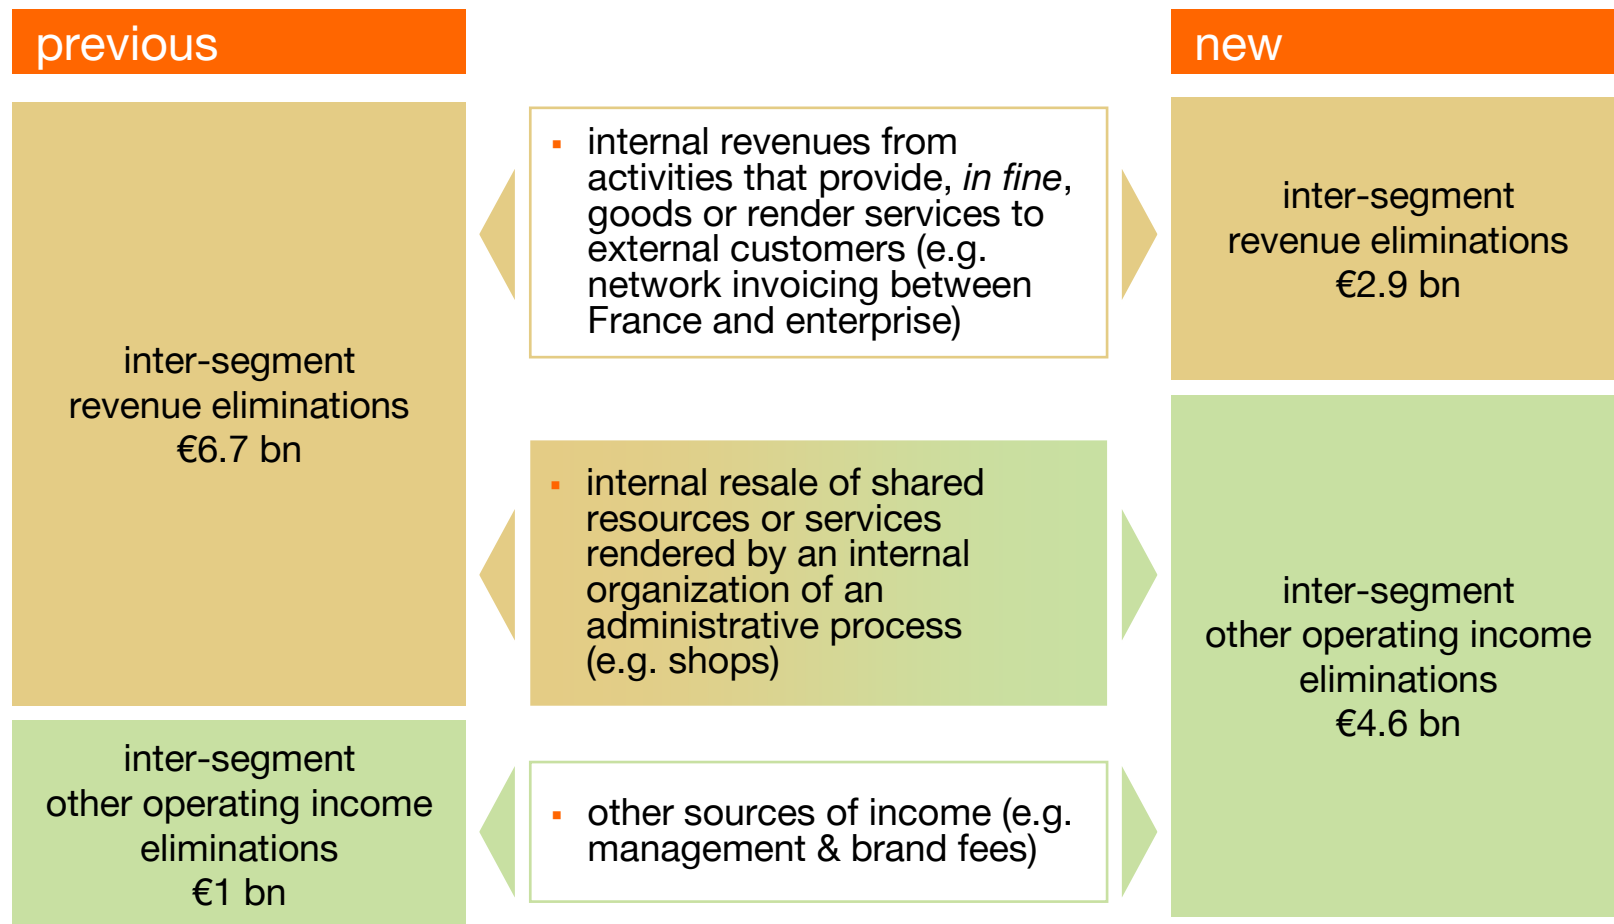 previous
inter-segment
revenue eliminations
€6.7 bn
inter-segment
other operating income
eliminations
€1 bn
▪ internal revenues from
activities that provide, in fine,
goods or render services to
external customers (e.g.
network invoicing between
France and enterprise)
▪ internal resale of shared
resources or services
rendered by an internal
organization of an
administrative process
(e.g. shops)
▪ other sources of income (e.g.
management & brand fees)
new
inter-segment
revenue eliminations
€2.9 bn
inter-segment
other operating income
eliminations
€4.6 bn